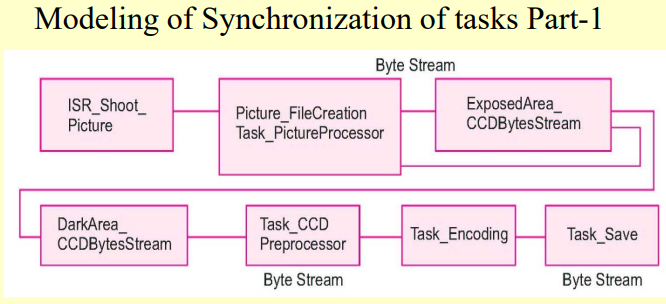 Modeling of Synchronization of tasks Part-1
Byte Stream
ISR_Shoot_
Picture
Picture_FileCreation
Task_PictureProcessor
ExposedArea_
CCDBytesStream
DarkArea_
CCDBytesStream
Task_CCD
Preprocessor
Task_Encoding
Task_Save
Byte Stream
Byte Stream